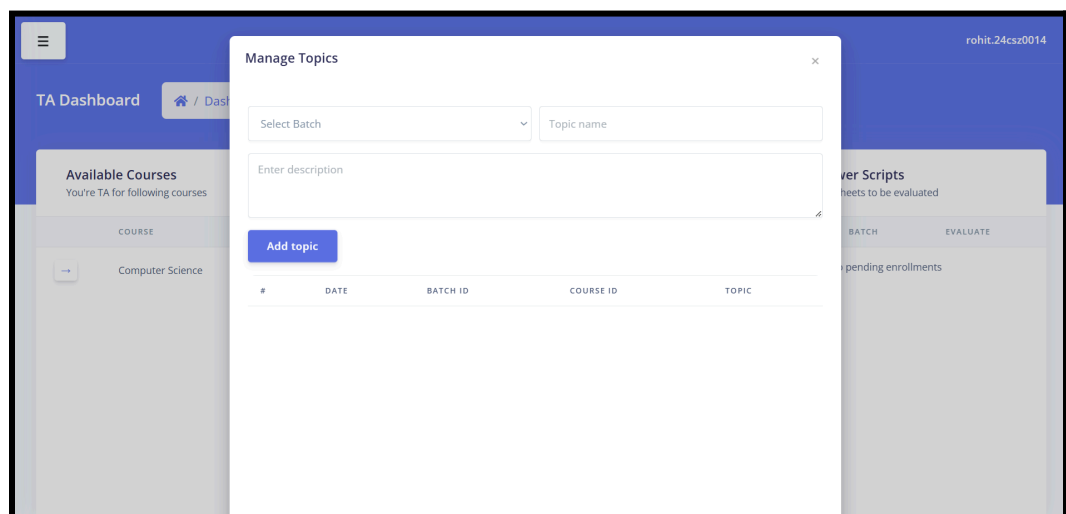 ☰
rohit.24csz0014
Manage Topics
×
TA Dashboard
/ Dash
Select Batch
Topic name
Enter description
Add topic
# DATE BATCH ID COURSE ID TOPIC
Available Courses
You're TA for following courses
COURSE
→ Computer Science
ver Scripts
heets to be evaluated
BATCH EVALUATE
pending enrollments